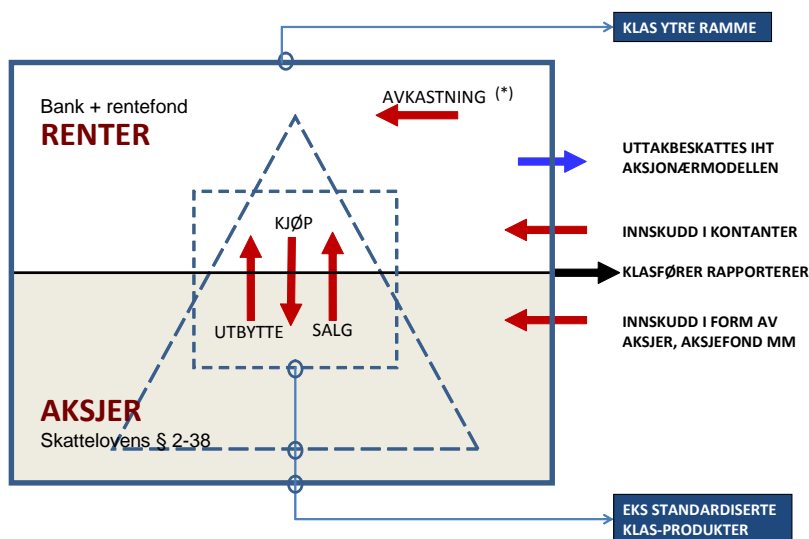 KLAS YTRE RAMME
AVKASTNING (*)
Bank + rentefond
RENTER
UTTAKBESKATTES IHT
AKSJONÆRMODELLEN
KJØP
INNSKUDD I KONTANTER
KLASFØRER RAPPORTERER
UTBYTTE
SALG
INNSKUDD I FORM AV
AKSJER, AKSJEFOND MM
AKSJER
Skattelovens § 2-38
EKS STANDARDISERTE
KLAS-PRODUKTER